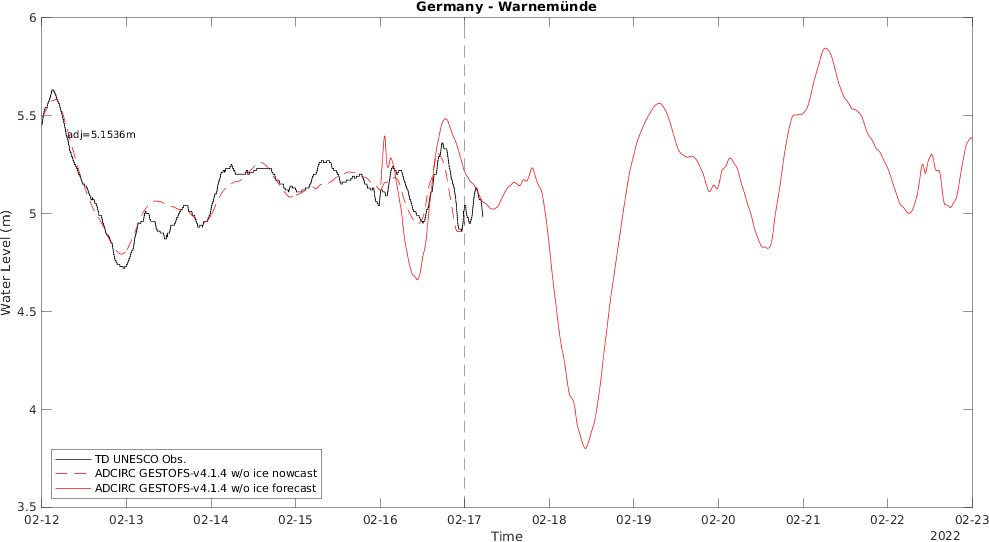 Germany - Warnemünde
6
5.5
5
4.5
4
3.5
Water Level (m)
adj=5.1536m
TD UNESCO Obs.
ADCIRC GESTOFS-v4.1.4 w/o ice nowcast
ADCIRC GESTOFS-v4.1.4 w/o ice forecast
02-12 02-13 02-14 02-15 02-16 02-17 02-18 02-19 02-20 02-21 02-22 02-23
Time
2022